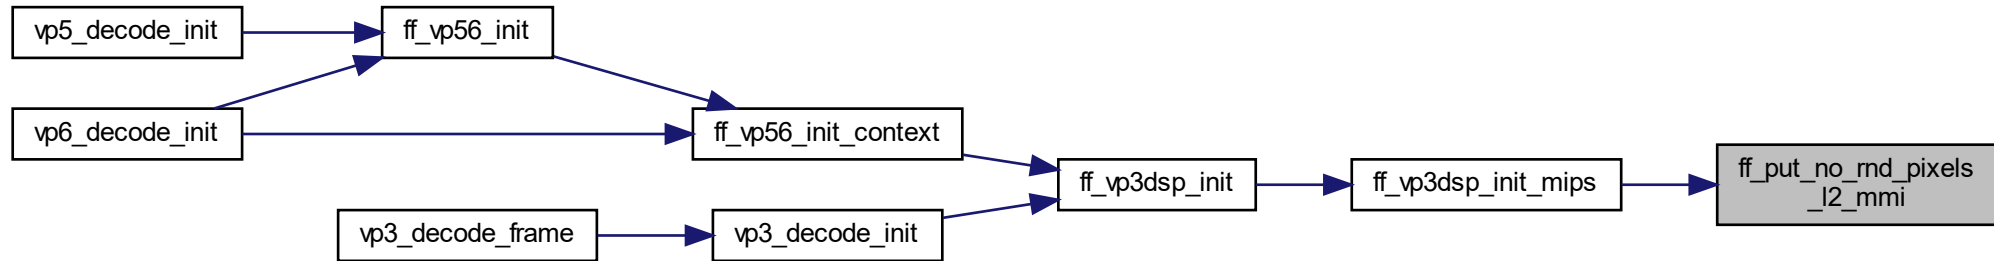 vp5_decode_init
ff_vp56_init
vp6_decode_init
ff_vp56_init_context
ff_vp3dsp_init
ff_vp3dsp_init_mips
ff_put_no_rnd_pixels
_l2_mmi
vp3_decode_frame
vp3_decode_init